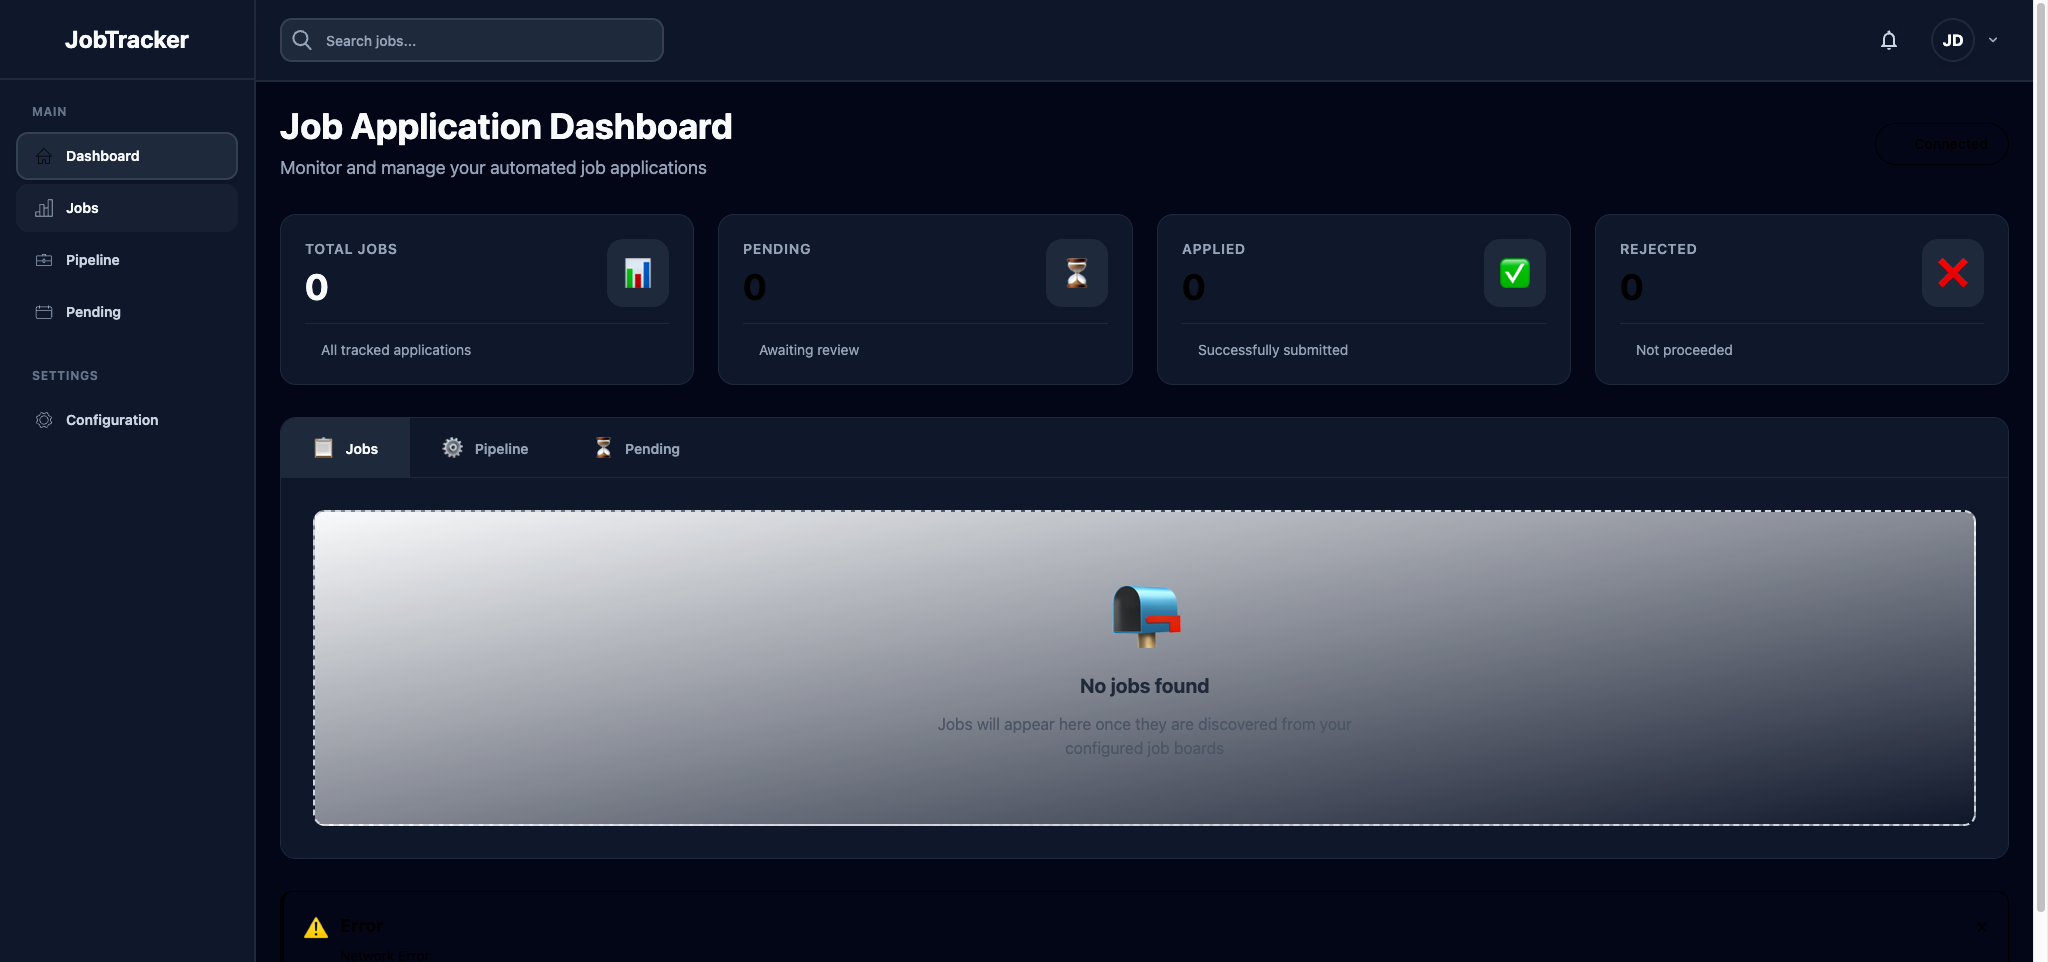 JobTracker
Search jobs...
JD
MAIN
Dashboard
Jobs
Pipeline
Pending
SETTINGS
Configuration
Job Application Dashboard
Monitor and manage your automated job applications
Connected
TOTAL JOBS
0
All tracked applications
PENDING
0
Awaiting review
APPLIED
0
Successfully submitted
REJECTED
0
Not proceeded
Jobs
Pipeline
Pending
No jobs found
Jobs will appear here once they are discovered from your
configured job boards
Error
Network Error